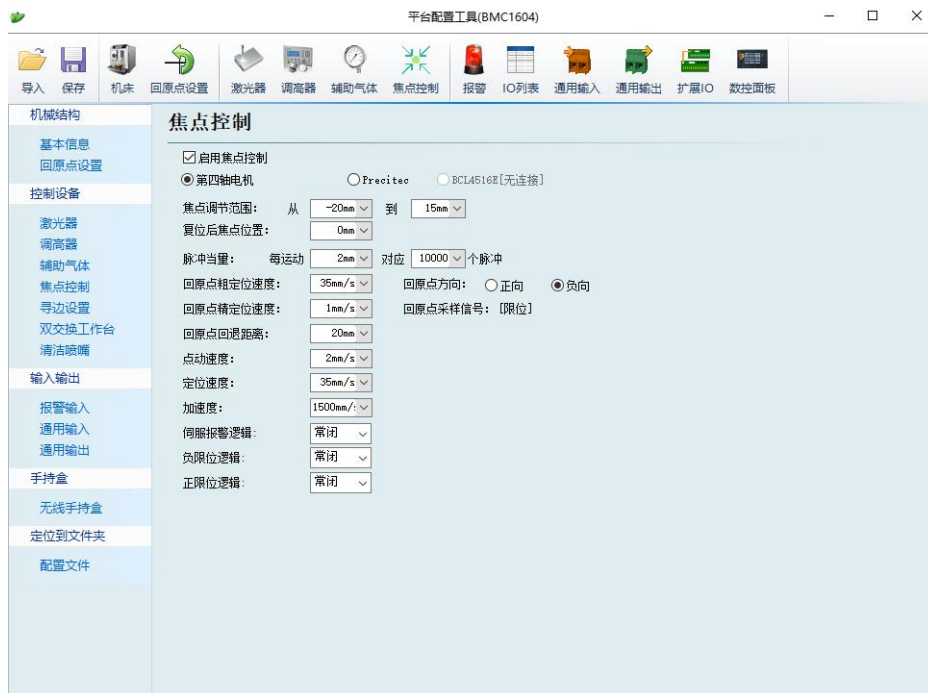 平台配置工具(BMC1604)
导入 保存 机床 回原点设置 激光器 调高器 辅助气体 焦点控制 报警 IO列表 通用输入 通用输出 扩展IO 数控面板
机械结构
基本信息
回原点设置
控制设备
激光器
调高器
辅助气体
焦点控制
寻边设置
双交换工作台
清洁喷嘴
输入输出
报警输入
通用输入
通用输出
手持盒
无线手持盒
定位到文件夹
配置文件
焦点控制
启用焦点控制
第四轴电机 Precitec BCL4516E[无连接]
焦点调节范围: 从 -20mm 到 15mm
复位后焦点位置: 0mm
脉冲当量: 每运动 2mm 对应 10000 个脉冲
回原点粗定位速度: 35mm/s 回原点方向: 正向 负向
回原点精定位速度: 1mm/s 回原点采样信号: [限位]
回原点回退距离: 20mm
点动速度: 2mm/s
定位速度: 35mm/s
加速度: 1500mm/
伺服报警逻辑: 常闭
负限位逻辑: 常闭
正限位逻辑: 常闭